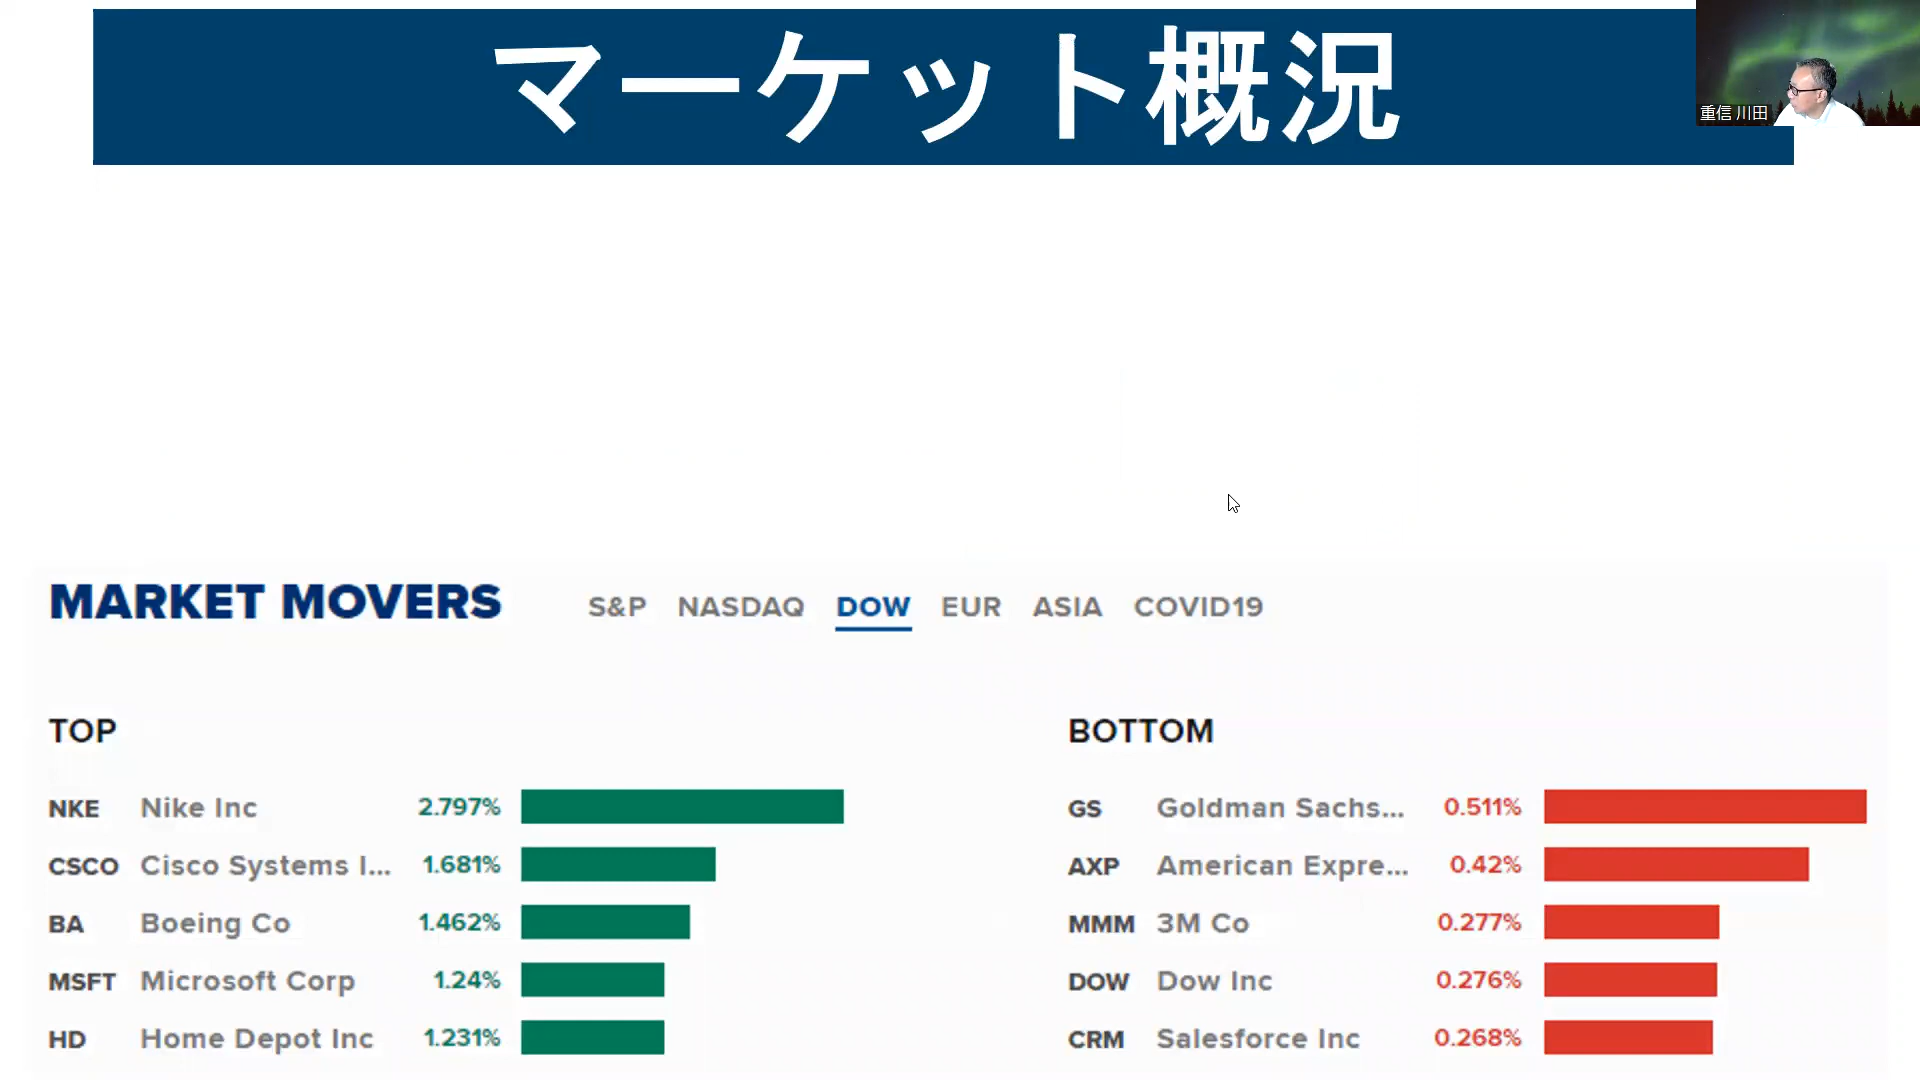 マーケット概況
重信 川田
MARKET MOVERS S&P NASDAQ DOW EUR ASIA COVID19
TOP
NKE Nike Inc 2.797%
CSCO Cisco Systems I... 1.681%
BA Boeing Co 1.462%
MSFT Microsoft Corp 1.24%
HD Home Depot Inc 1.231%
BOTTOM
GS Goldman Sachs... 0.511%
AXP American Expre... 0.42%
MMM 3M Co 0.277%
DOW Dow Inc 0.276%
CRM Salesforce Inc 0.268%